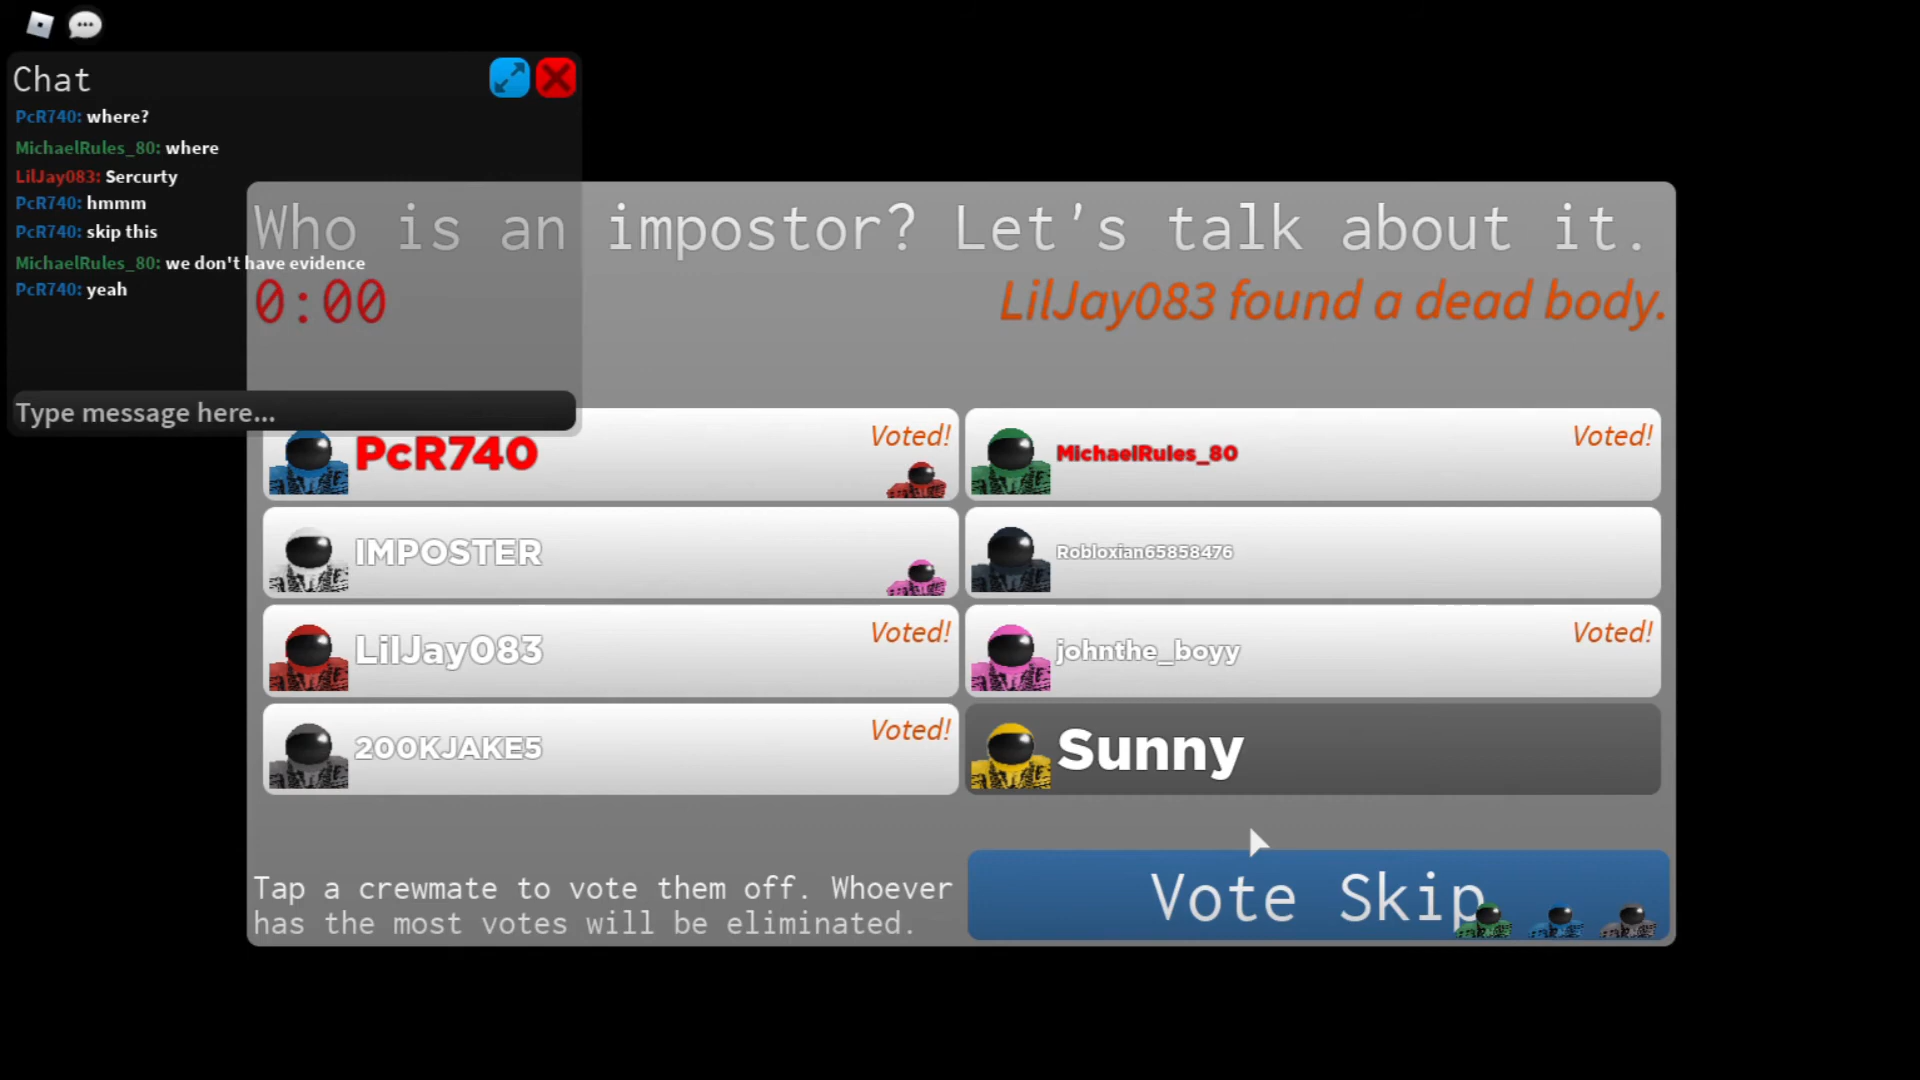 Chat
PcR740: where?
MichaelRules_80: where
LilJay083: Sercurty
PcR740: hmmm
PcR740: skip this
MichaelRules_80: we don't have evidence
PcR740: yeah
Type message here...
Who is an impostor? Let's talk about it.
0:00
LilJay083 found a dead body.
PcR740
Voted!
MichaelRules_80
Voted!
IMPOSTER
Robloxian65858476
LilJay083
Voted!
johnthe_boyy
Voted!
200KJAKE5
Voted!
Sunny
Tap a crewmate to vote them off. Whoever
has the most votes will be eliminated.
Vote Skip